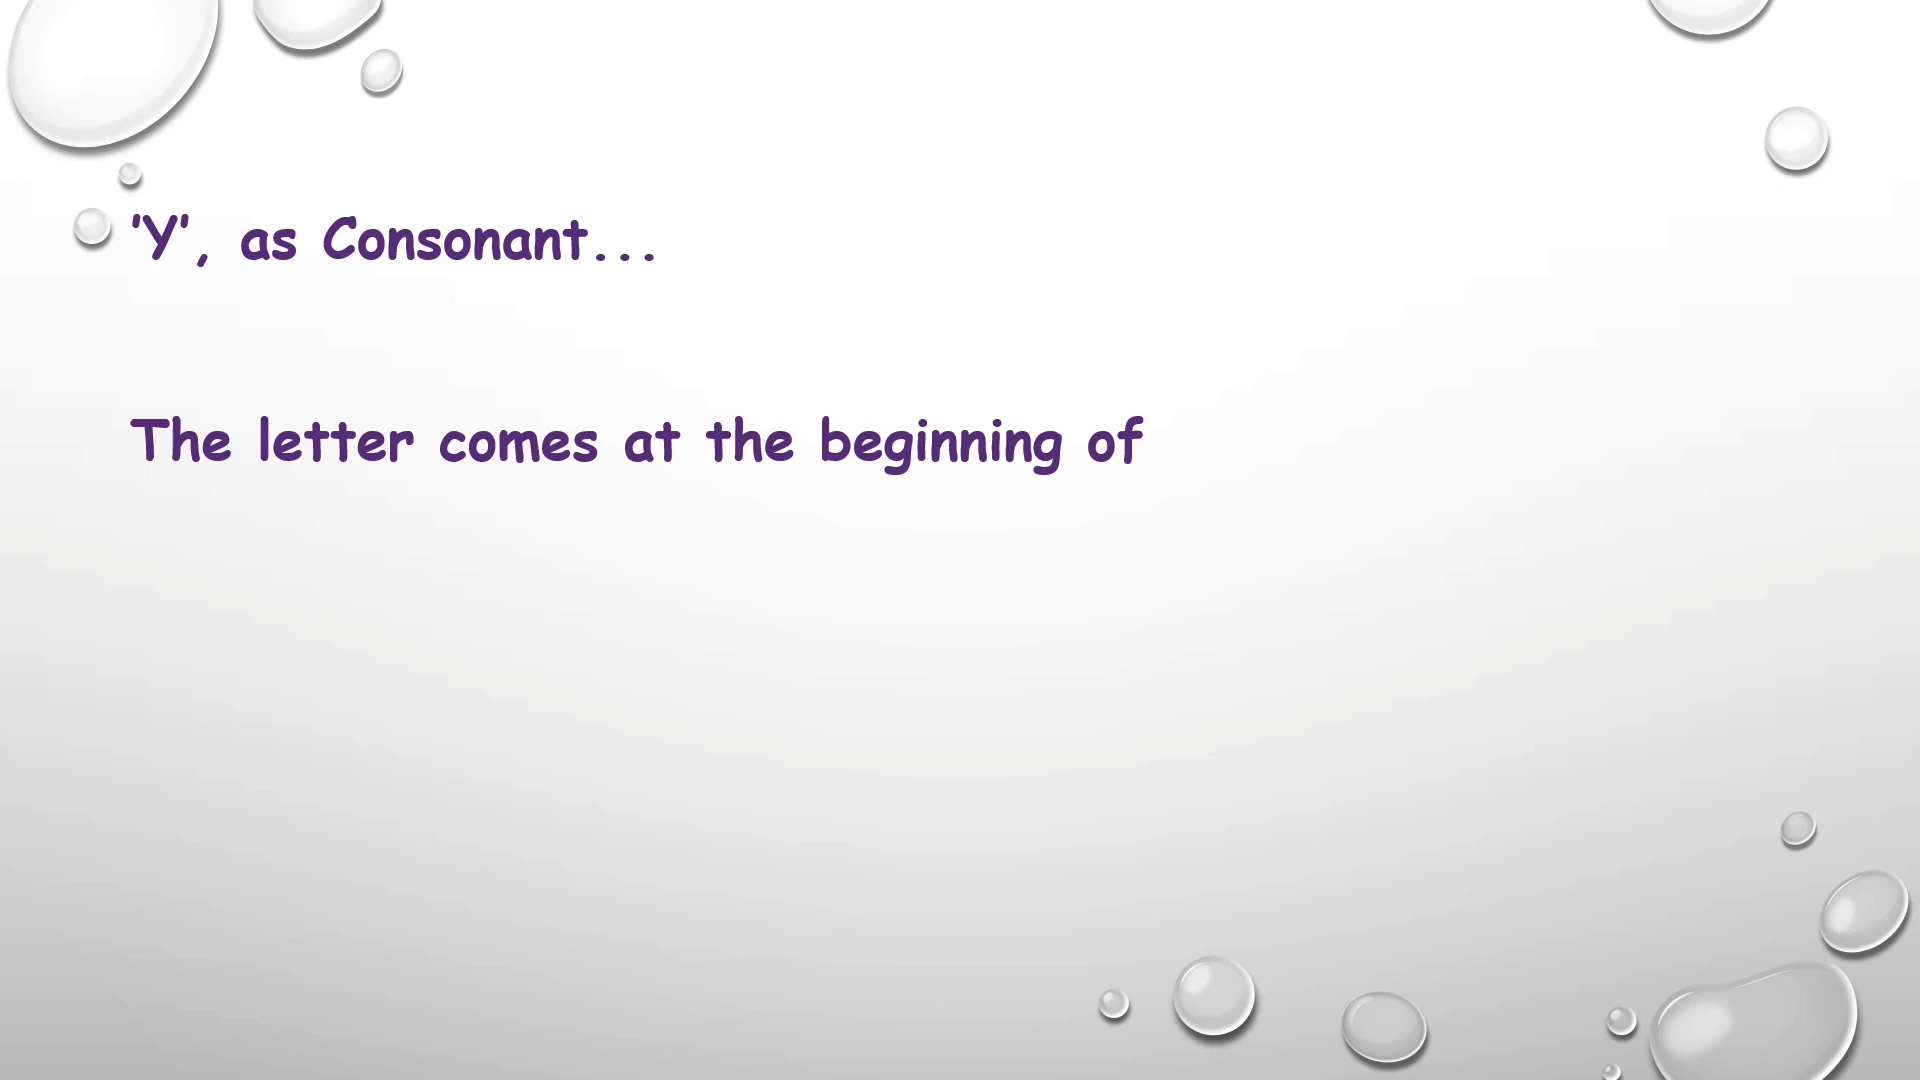 'Y', as Consonant...
The letter comes at the beginning of